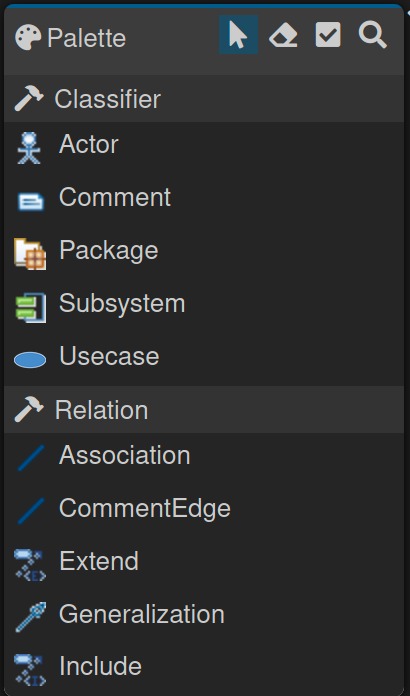 Palette
Classifier
Actor
Comment
Package
Subsystem
Usecase
Relation
Association
CommentEdge
Extend
Generalization
Include